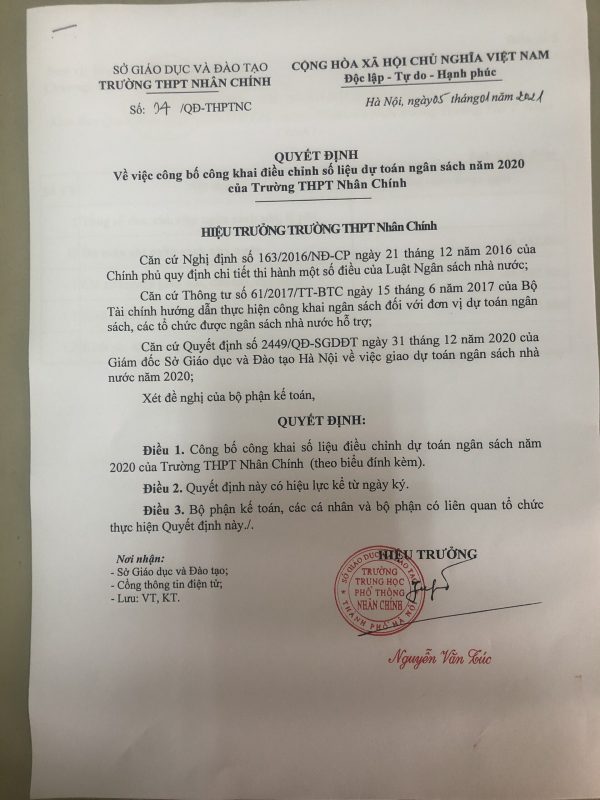 SỞ GIÁO DỤC VÀ ĐÀO TẠO
TRƯỜNG THPT NHÂN CHÍNH
Số: 04 /QĐ-THPTNC
CỘNG HÒA XÃ HỘI CHỦ NGHĨA VIỆT NAM
Độc lập - Tự do - Hạnh phúc
Hà Nội, ngày 05 tháng 01 năm 2021
QUYẾT ĐỊNH
Về việc công bố công khai điều chỉnh số liệu dự toán ngân sách năm 2020
của Trường THPT Nhân Chính
HIỆU TRƯỞNG TRƯỜNG THPT Nhân Chính
Căn cứ Nghị định số 163/2016/NĐ-CP ngày 21 tháng 12 năm 2016 của
Chính phủ quy định chi tiết thi hành một số điều của Luật Ngân sách nhà nước;
Căn cứ Thông tư số 61/2017/TT-BTC ngày 15 tháng 6 năm 2017 của Bộ
Tài chính hướng dẫn thực hiện công khai ngân sách đối với đơn vị dự toán ngân
sách, các tổ chức được ngân sách nhà nước hỗ trợ;
Căn cứ Quyết định số 2449/QĐ-SGDĐT ngày 31 tháng 12 năm 2020 của
Giám đốc Sở Giáo dục và Đào tạo Hà Nội về việc giao dự toán ngân sách nhà
nước năm 2020;
Xét đề nghị của bộ phận kế toán,
QUYẾT ĐỊNH:
Điều 1. Công bố công khai số liệu điều chỉnh dự toán ngân sách năm
2020 của Trường THPT Nhân Chính (theo biểu đính kèm).
Điều 2. Quyết định này có hiệu lực kể từ ngày ký.
Điều 3. Bộ phận kế toán, các cá nhân và bộ phận có liên quan tổ chức
thực hiện Quyết định này./.
Nơi nhận:
- Sở Giáo dục và Đào tạo;
- Cổng thông tin điện tử;
- Lưu: VT, KT.
HIỆU TRƯỞNG
SỞ GIÁO DỤC VÀ ĐÀO TẠO
TRƯỜNG
TRUNG HỌC
PHỔ THÔNG
NHÂN CHÍNH
THÀNH PHỐ HÀ NỘI
Nguyễn Văn Túc